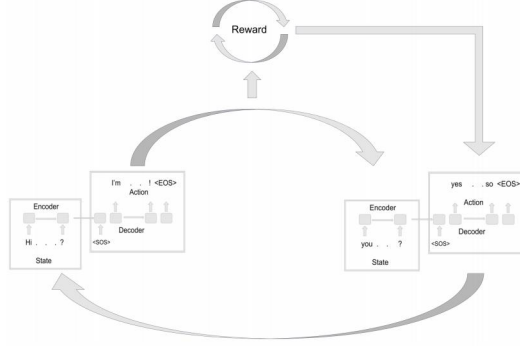 Reward
I'm . . ! <EOS>
Action
Encoder
Decoder
Hi . . . ?
<SOS>
State
yes . . so <EOS>
Action
Encoder
Decoder
you . . ?
<SOS>
State